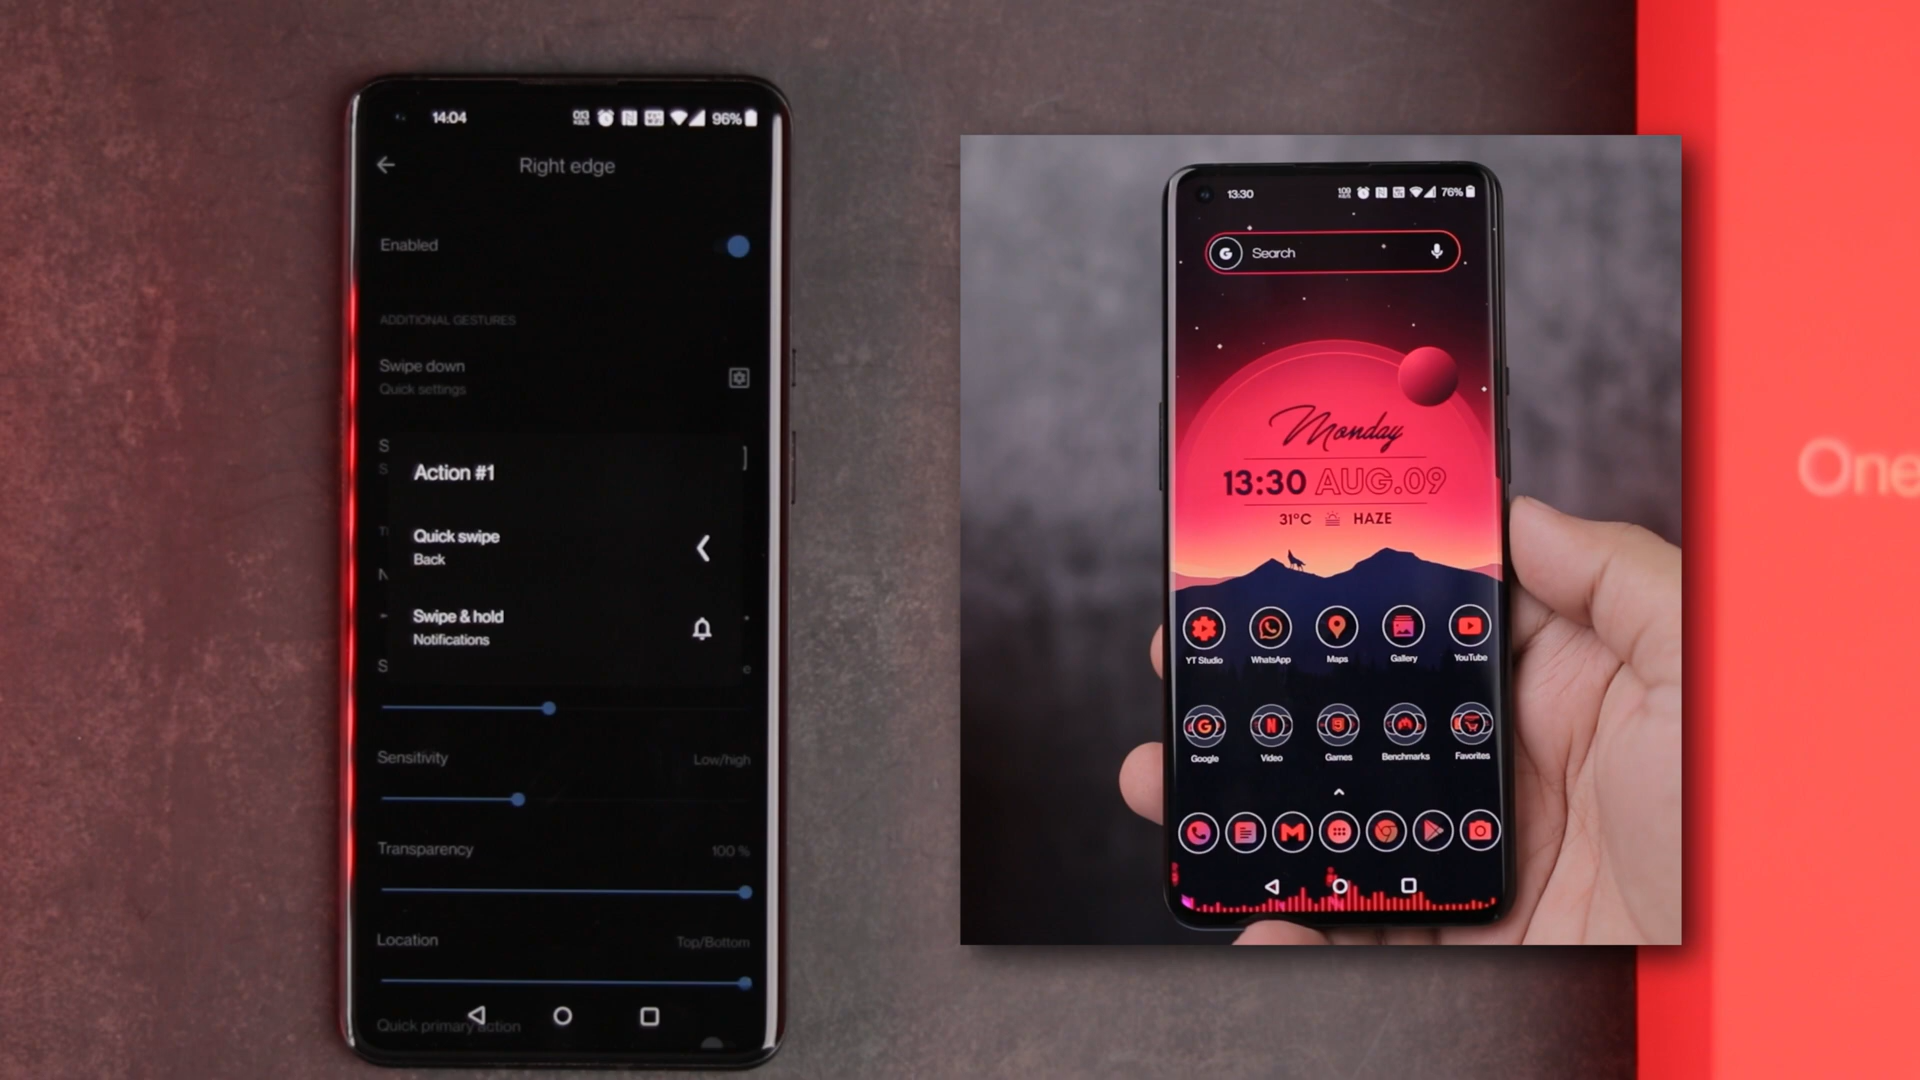 14:04
96%
Right edge
Enabled
ADDITIONAL GESTURES
Swipe down
Quick settings
Action #1
Quick swipe
Back
Swipe & hold
Notifications
Sensitivity
Low/high
Transparency
100 %
Location
Top/Bottom
Quick primary action
13:30
76%
G Search
Monday
13:30 AUG.09
31°C HAZE
YT Studio
WhatsApp
Maps
Gallery
YouTube
Google
Video
Games
Benchmarks
Favorites
One